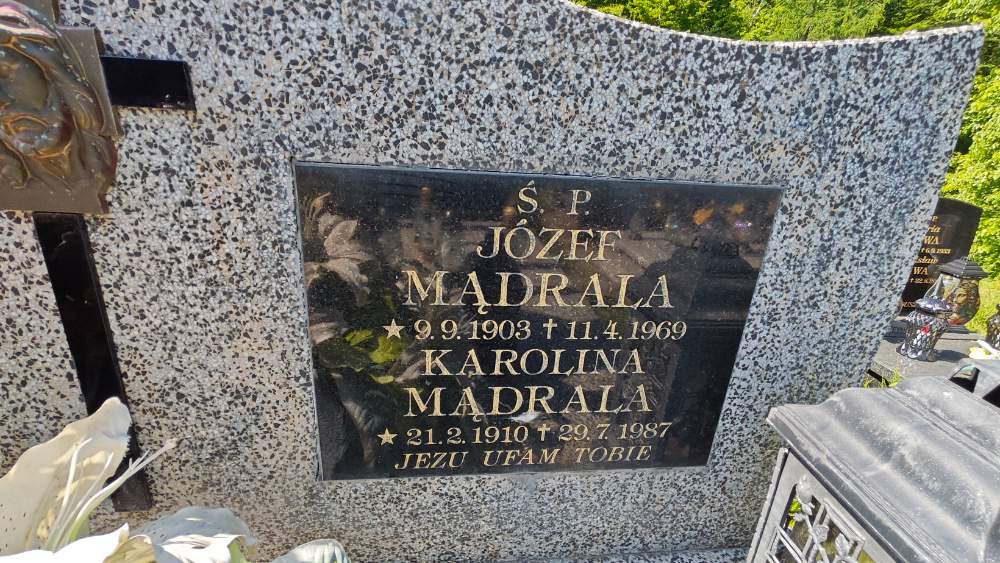 Ś. P.
JÓZEF
MĄDRALA
★ 9.9.1903 ✝ 11.4.1969
KAROLINA
MĄDRALA
★ 21.2.1910 ✝ 29.7.1987
JEZU UFAM TOBIE